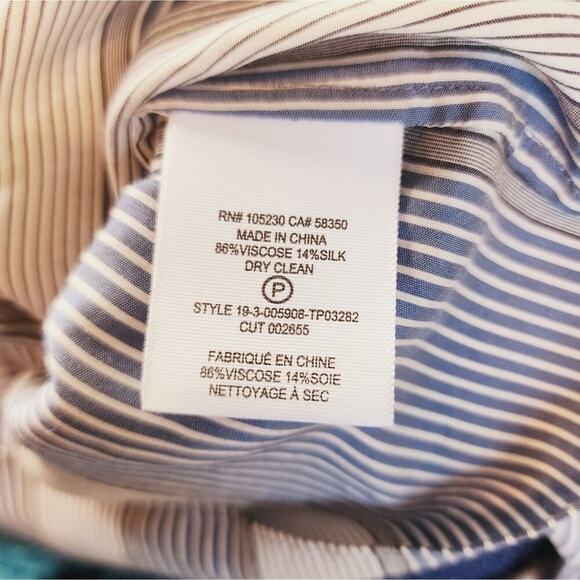 RN# 105230 CA# 58350
MADE IN CHINA
86%VISCOSE 14%SILK
DRY CLEAN
P
STYLE 19-3-005908-TP03282
CUT 002655
FABRIQUÉ EN CHINE
86%VISCOSE 14%SOIE
NETTOYAGE À SEC